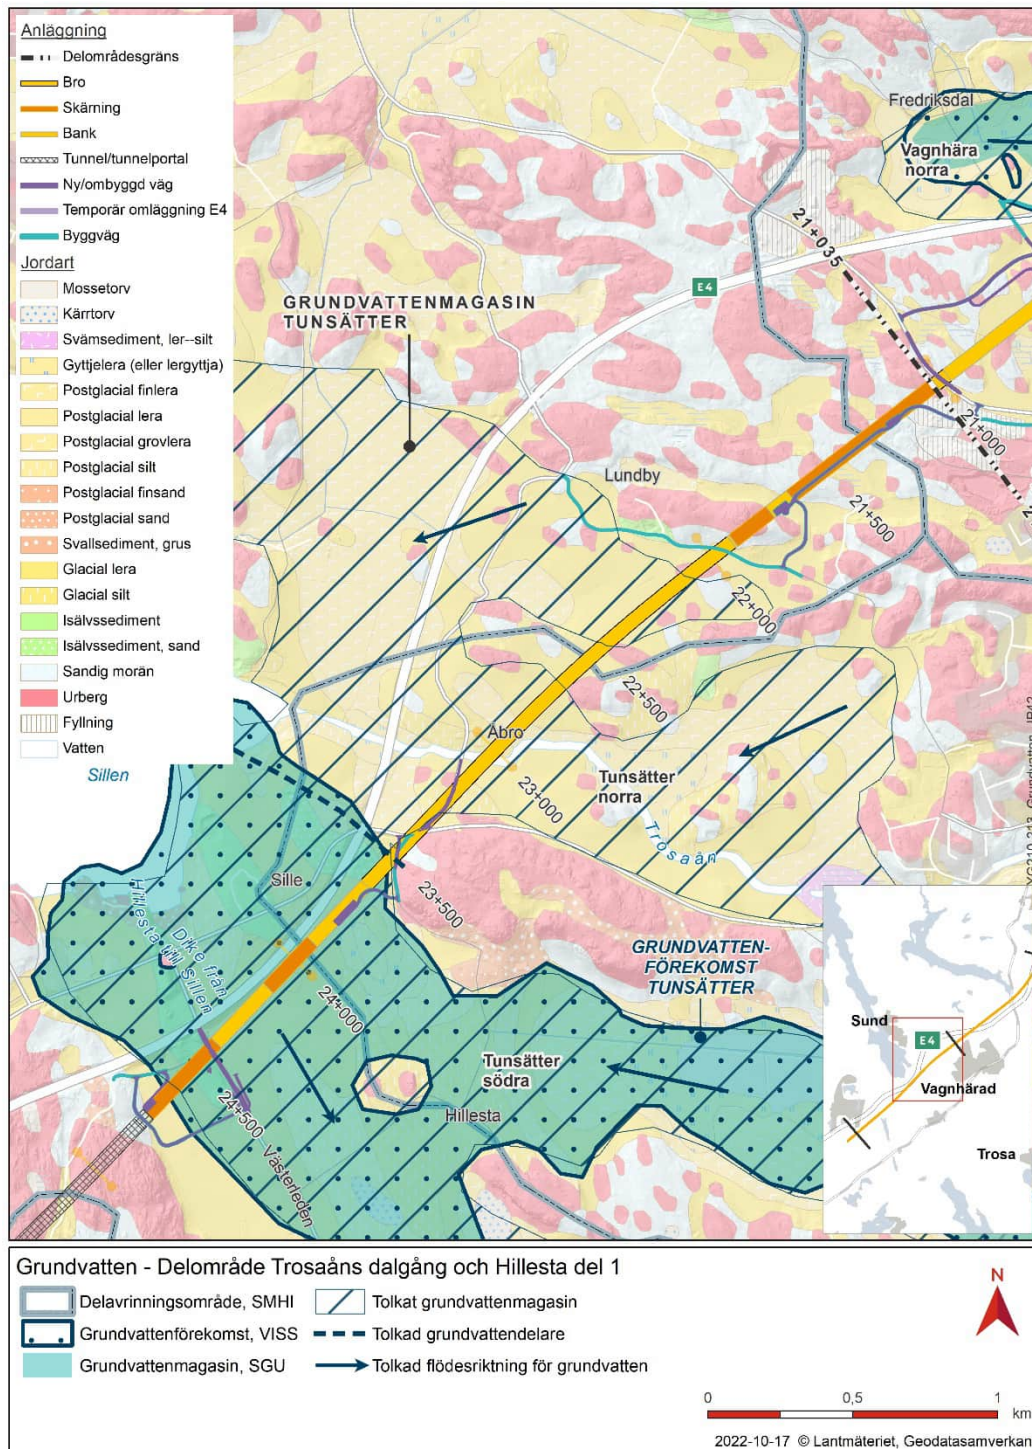 Anläggning
Delområdesgräns
Bro
Skärning
Bank
Tunnel/tunnelportal
Ny/ombyggd väg
Temporär omläggning E4
Byggväg
Jordart
Mossetorv
Kärrtorv
Svämsediment, ler--silt
Gyttjelera (eller lergyttja)
Postglacial finlera
Postglacial lera
Postglacial grovlera
Postglacial silt
Postglacial finsand
Postglacial sand
Svallsediment, grus
Glacial lera
Glacial silt
Isälvssediment
Isälvssediment, sand
Sandig morän
Urberg
Fyllning
Vatten
Fredriksdal
Vagnhära
norra
21+035
E4
GRUNDVATTENMAGASIN
TUNSÄTTER
21+000
Lundby
21+500
22+000
22+500
Åbro
Tunsätter
norra
23+000
Trosaån
Sillen
Sille
23+500
Hillesta till Sillen
Dike från
GRUNDVATTEN-
FÖREKOMST
TUNSÄTTER
24+000
Tunsätter
södra
Hillesta
24+500
Västerleden
Sund
E4
Vagnhärad
Trosa
Grundvatten - Delområde Trosaåns dalgång och Hillesta del 1
Delavrinningsområde, SMHI
Tolkat grundvattenmagasin
Grundvattenförekomst, VISS
Tolkad grundvattendelare
Grundvattenmagasin, SGU
Tolkad flödesriktning för grundvatten
N
0 0,5 1
km
2022-10-17 © Lantmäteriet, Geodatasamverkan